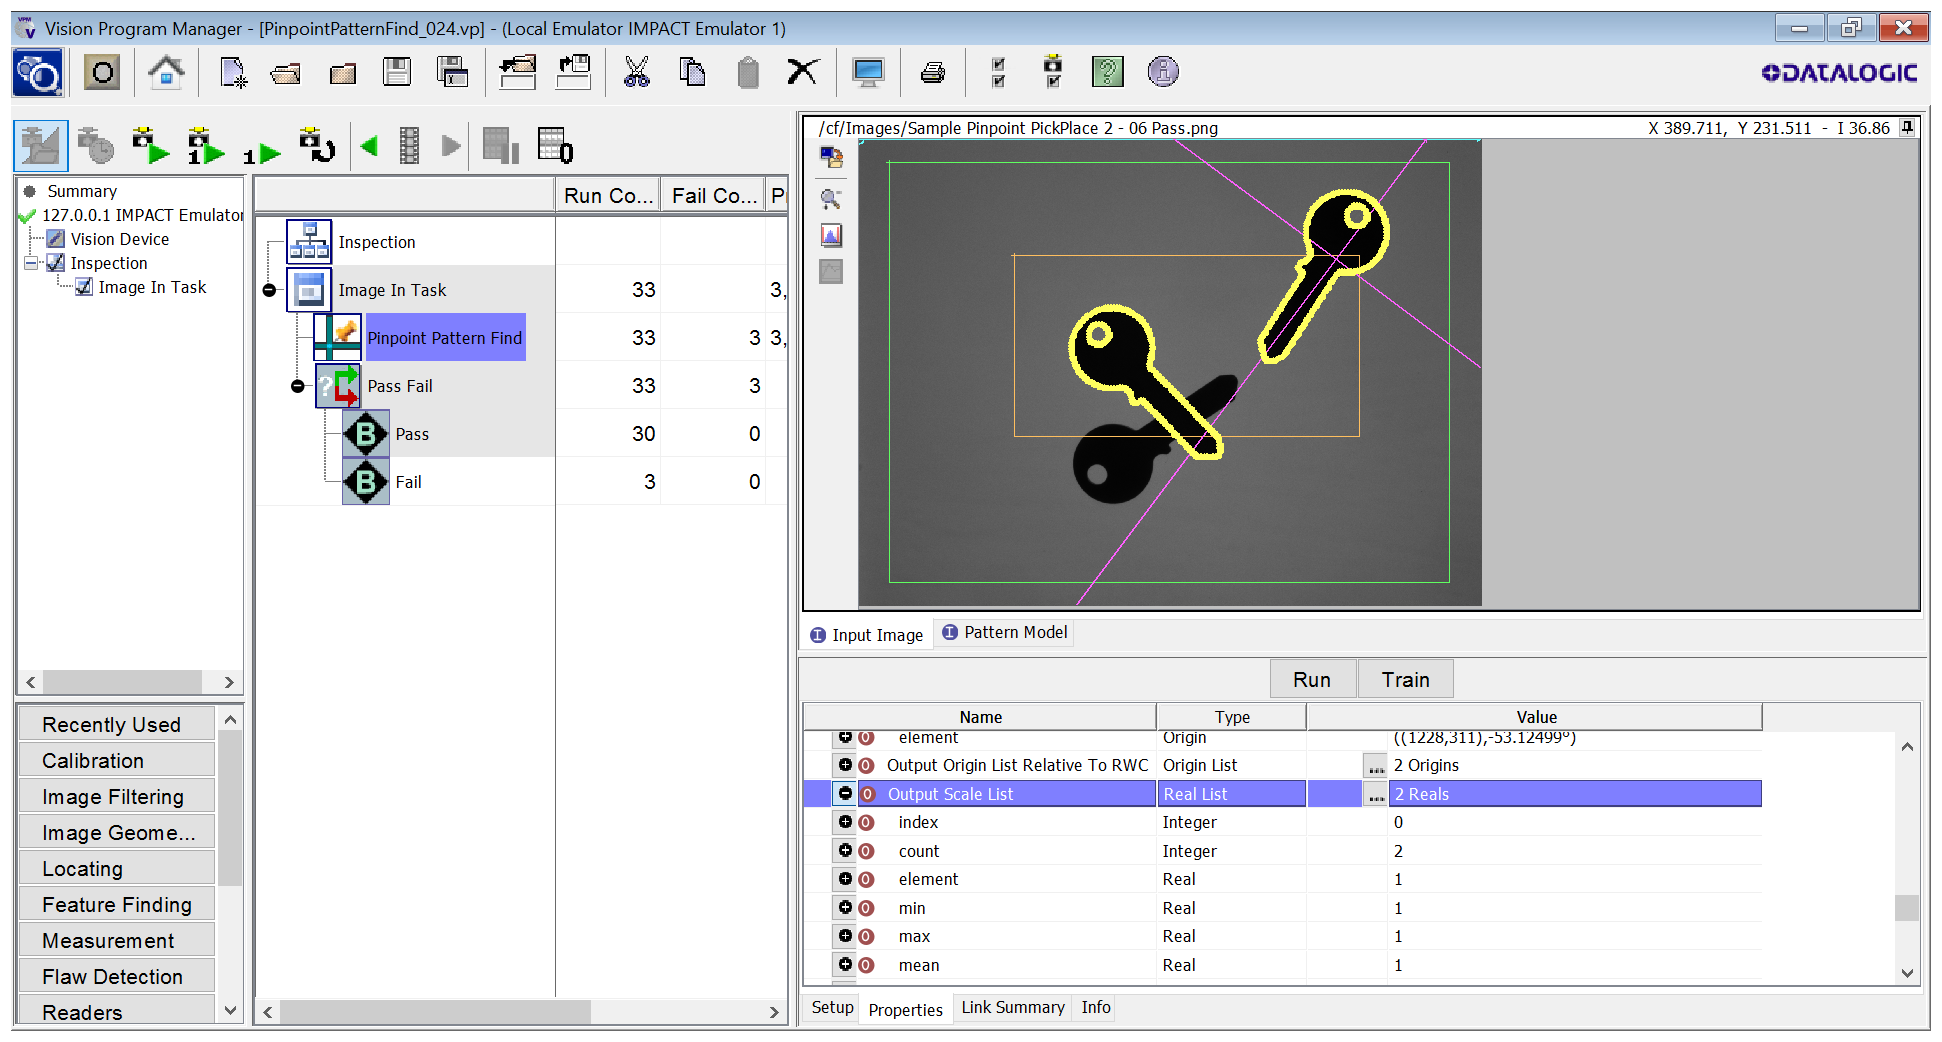 Vision Program Manager - [PinpointPatternFind_024.vp] - (Local Emulator IMPACT Emulator 1)
DATALOGIC
Summary
127.0.0.1 IMPACT Emulator
Vision Device
Inspection
Image In Task
Recently Used
Calibration
Image Filtering
Image Geome...
Locating
Feature Finding
Measurement
Flaw Detection
Readers
Run Co... Fail Co... P
Inspection
Image In Task 33 3,
Pinpoint Pattern Find 33 3 3,
Pass Fail 33 3
B Pass 30 0
B Fail 3 0
/cf/Images/Sample Pinpoint PickPlace 2 - 06 Pass.png X 389.711, Y 231.511 - I 36.86
I Input Image I Pattern Model
Run Train
Name Type Value
O element Origin ((1228,311),-53.12499º)
O Output Origin List Relative To RWC Origin List ... 2 Origins
O Output Scale List Real List ... 2 Reals
O index Integer 0
O count Integer 2
O element Real 1
O min Real 1
O max Real 1
O mean Real 1
Setup Properties Link Summary Info